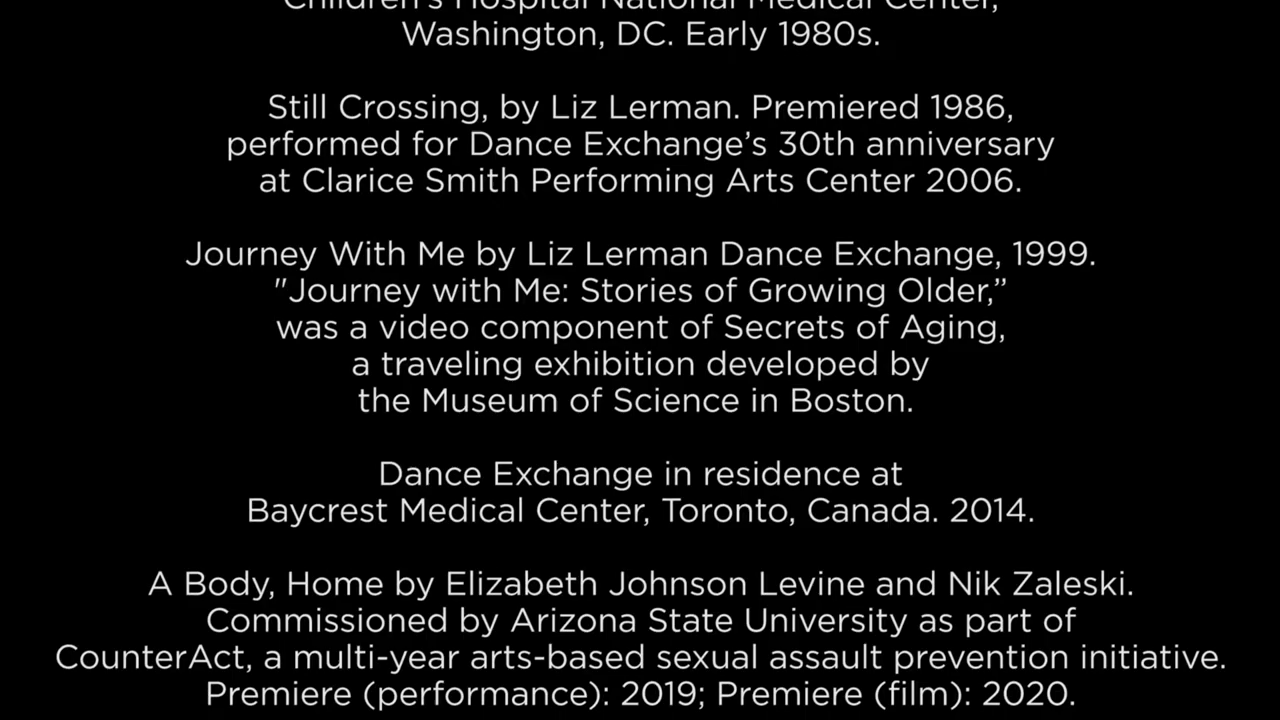 Children's Hospital National Medical Center,
Washington, DC. Early 1980s.
Still Crossing, by Liz Lerman. Premiered 1986,
performed for Dance Exchange’s 30th anniversary
at Clarice Smith Performing Arts Center 2006.
Journey With Me by Liz Lerman Dance Exchange, 1999.
"Journey with Me: Stories of Growing Older,”
was a video component of Secrets of Aging,
a traveling exhibition developed by
the Museum of Science in Boston.
Dance Exchange in residence at
Baycrest Medical Center, Toronto, Canada. 2014.
A Body, Home by Elizabeth Johnson Levine and Nik Zaleski.
Commissioned by Arizona State University as part of
CounterAct, a multi-year arts-based sexual assault prevention initiative.
Premiere (performance): 2019; Premiere (film): 2020.